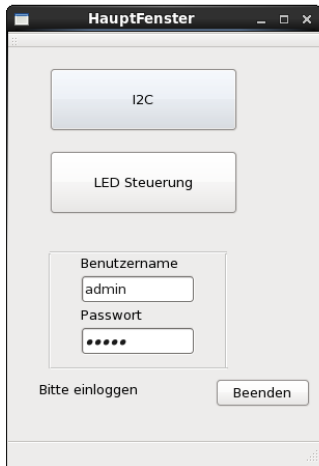 HauptFenster
I2C
LED Steuerung
Benutzername
admin
Passwort
●●●●●
Bitte einloggen
Beenden